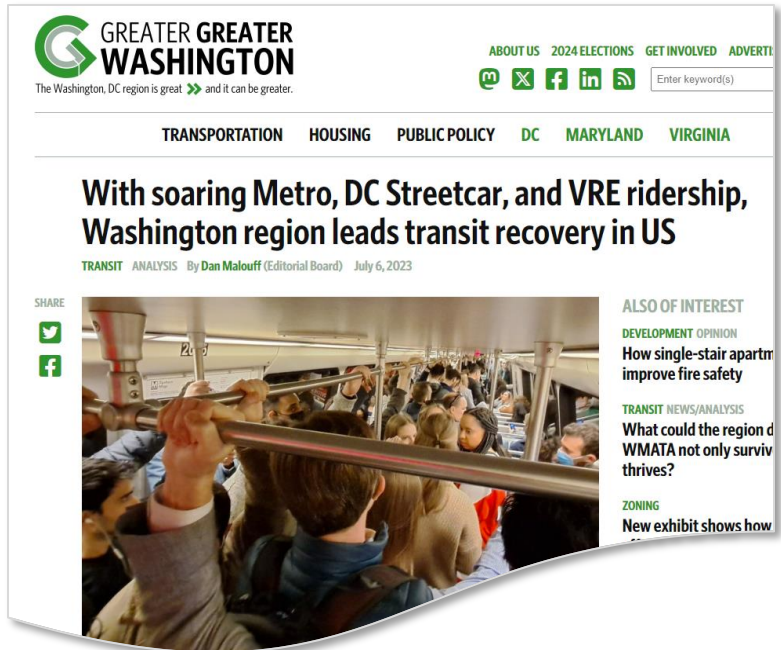 GREATER GREATER
WASHINGTON
The Washington, DC region is great >> and it can be greater.
ABOUT US 2024 ELECTIONS GET INVOLVED
Enter keyword(s)
TRANSPORTATION HOUSING PUBLIC POLICY DC MARYLAND VIRGINIA
With soaring Metro, DC Streetcar, and VRE ridership,
Washington region leads transit recovery in US
TRANSIT ANALYSIS By Dan Malouff (Editorial Board) July 6, 2023
SHARE
ALSO OF INTEREST
DEVELOPMENT OPINION
How single-stair
improve fire safety
TRANSIT NEWS/ANALYSIS
What could the region
WMATA not only
thrives?
ZONING
New exhibit shows how